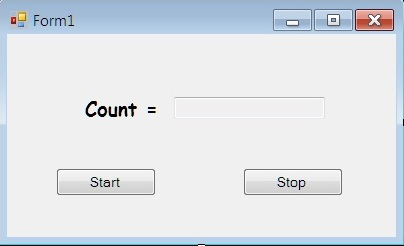 Form1
Count =
Start
Stop